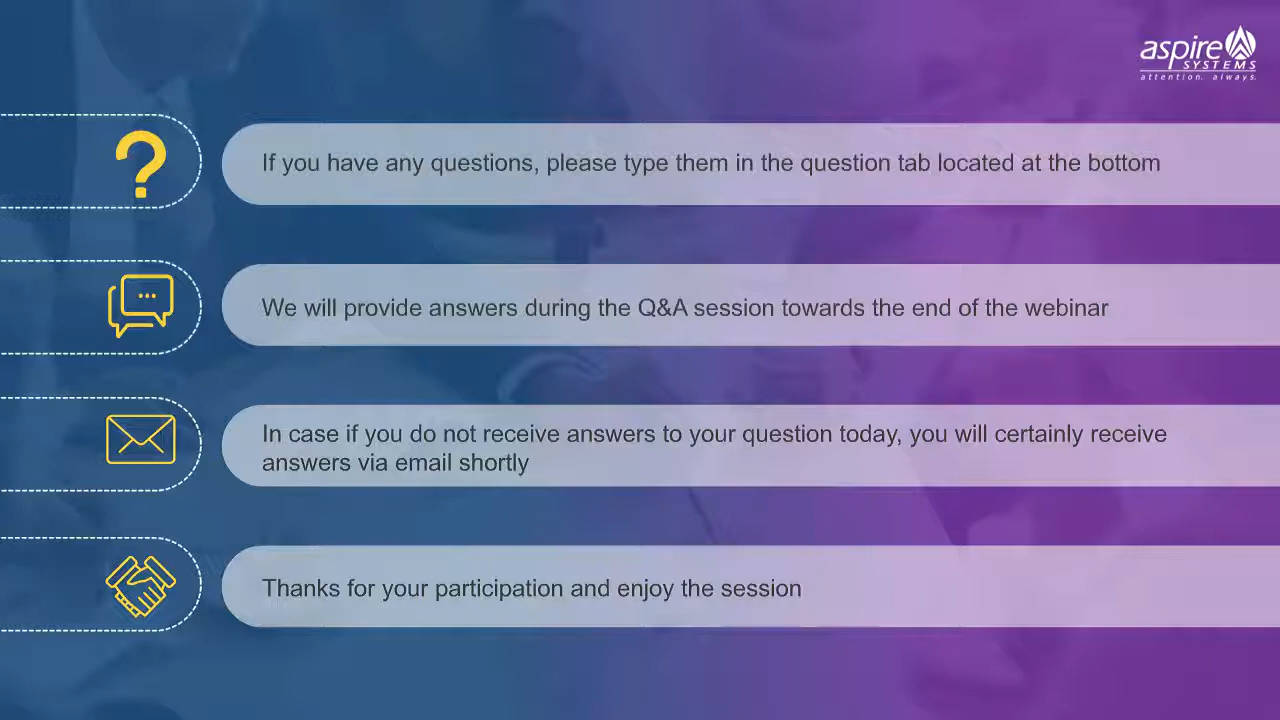 aspire
SYSTEMS
attention. always.
If you have any questions, please type them in the question tab located at the bottom
We will provide answers during the Q&A session towards the end of the webinar
In case if you do not receive answers to your question today, you will certainly receive
answers via email shortly
Thanks for your participation and enjoy the session